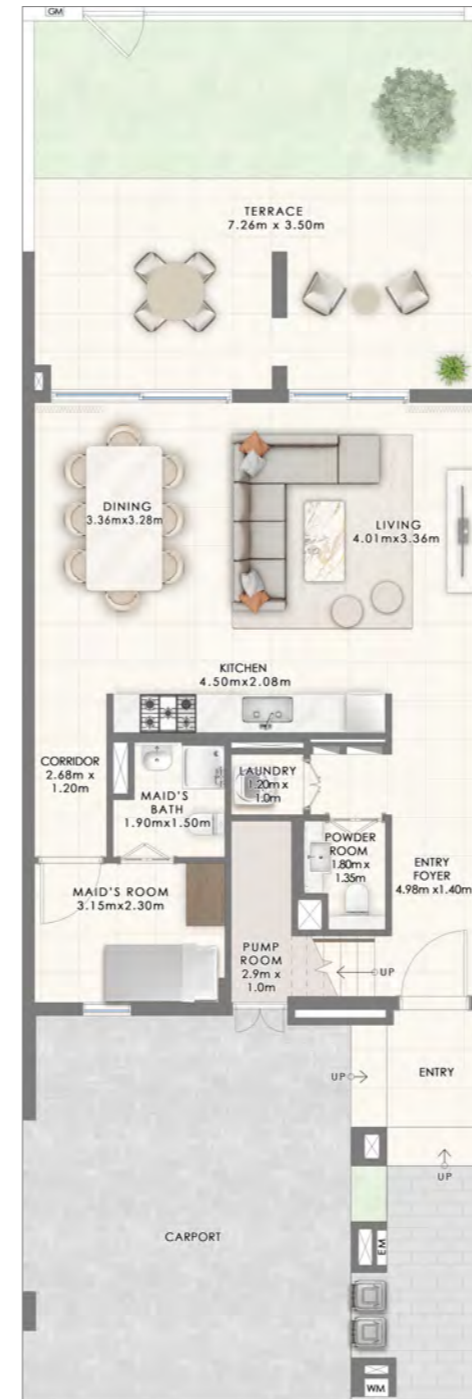 GM
TERRACE
7.26m x 3.50m
DINING
3.36mx3.28m
LIVING
4.01mx3.36m
KITCHEN
4.50mx2.08m
CORRIDOR
2.68m x
1.20m
MAID'S
BATH
1.90mx1.50m
LAUNDRY
1.20m x
1.0m
POWDER
ROOM
1.80m x
1.35m
ENTRY
FOYER
4.98m x1.40m
MAID'S ROOM
3.15mx2.30m
PUMP
ROOM
2.9m x
1.0m
UP
UP
ENTRY
UP
CARPORT
EM
WM